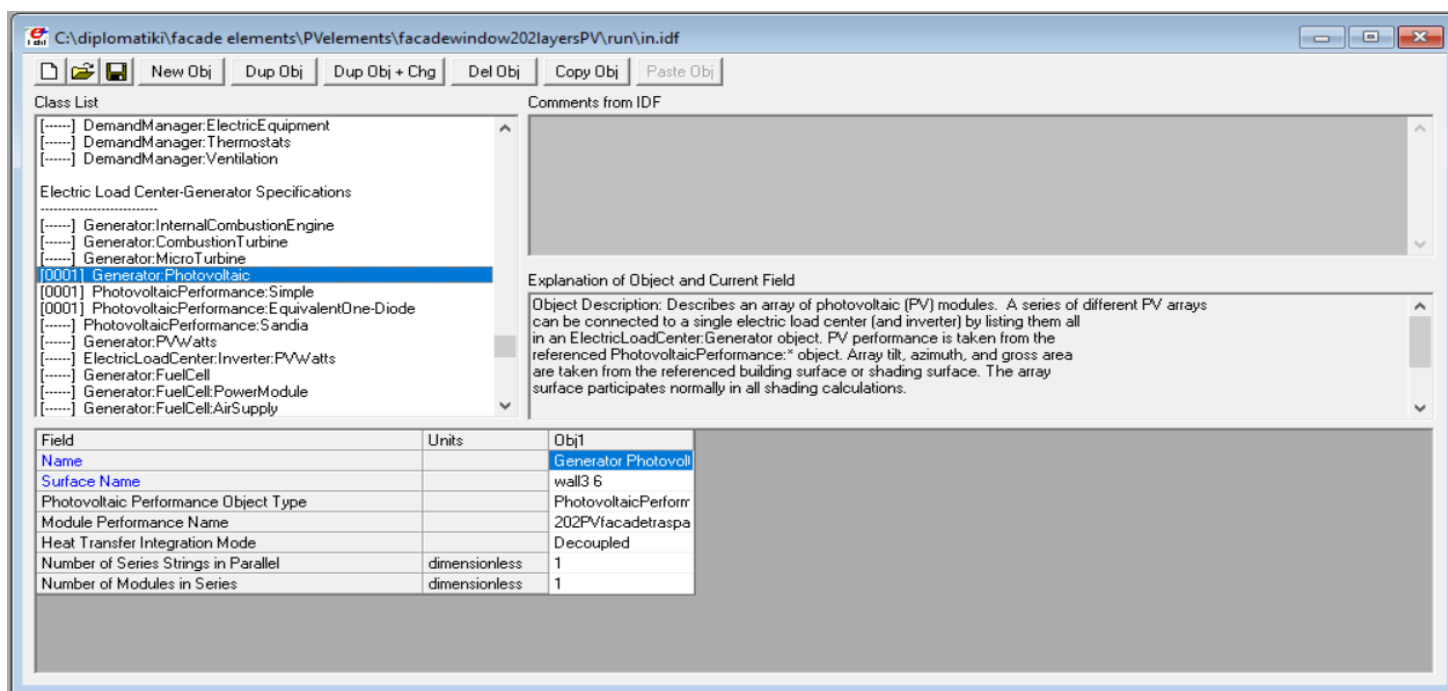 C:\diplomatiki\facade elements\PVelements\facadewindow202layersPV\run\in.idf
New Obj Dup Obj Dup Obj + Chg Del Obj Copy Obj Paste Obj
Class List
[------] DemandManager:ElectricEquipment
[------] DemandManager:Thermostats
[------] DemandManager:Ventilation
Electric Load Center-Generator Specifications
--------------------------
[------] Generator:InternalCombustionEngine
[------] Generator:CombustionTurbine
[------] Generator:MicroTurbine
[0001] Generator:Photovoltaic
[0001] PhotovoltaicPerformance:Simple
[0001] PhotovoltaicPerformance:EquivalentOne-Diode
[------] PhotovoltaicPerformance:Sandia
[------] Generator:PVWatts
[------] ElectricLoadCenter:Inverter:PVWatts
[------] Generator:FuelCell
[------] Generator:FuelCell:PowerModule
[------] Generator:FuelCell:AirSupply
Comments from IDF
Explanation of Object and Current Field
Object Description: Describes an array of photovoltaic (PV) modules. A series of different PV arrays
can be connected to a single electric load center (and inverter) by listing them all
in an ElectricLoadCenter:Generator object. PV performance is taken from the
referenced PhotovoltaicPerformance:* object. Array tilt, azimuth, and gross area
are taken from the referenced building surface or shading surface. The array
surface participates normally in all shading calculations.
Field Units Obj1
Name Generator Photovolt
Surface Name wall3 6
Photovoltaic Performance Object Type PhotovoltaicPerform
Module Performance Name 202PVfacadetraspa
Heat Transfer Integration Mode Decoupled
Number of Series Strings in Parallel dimensionless 1
Number of Modules in Series dimensionless 1